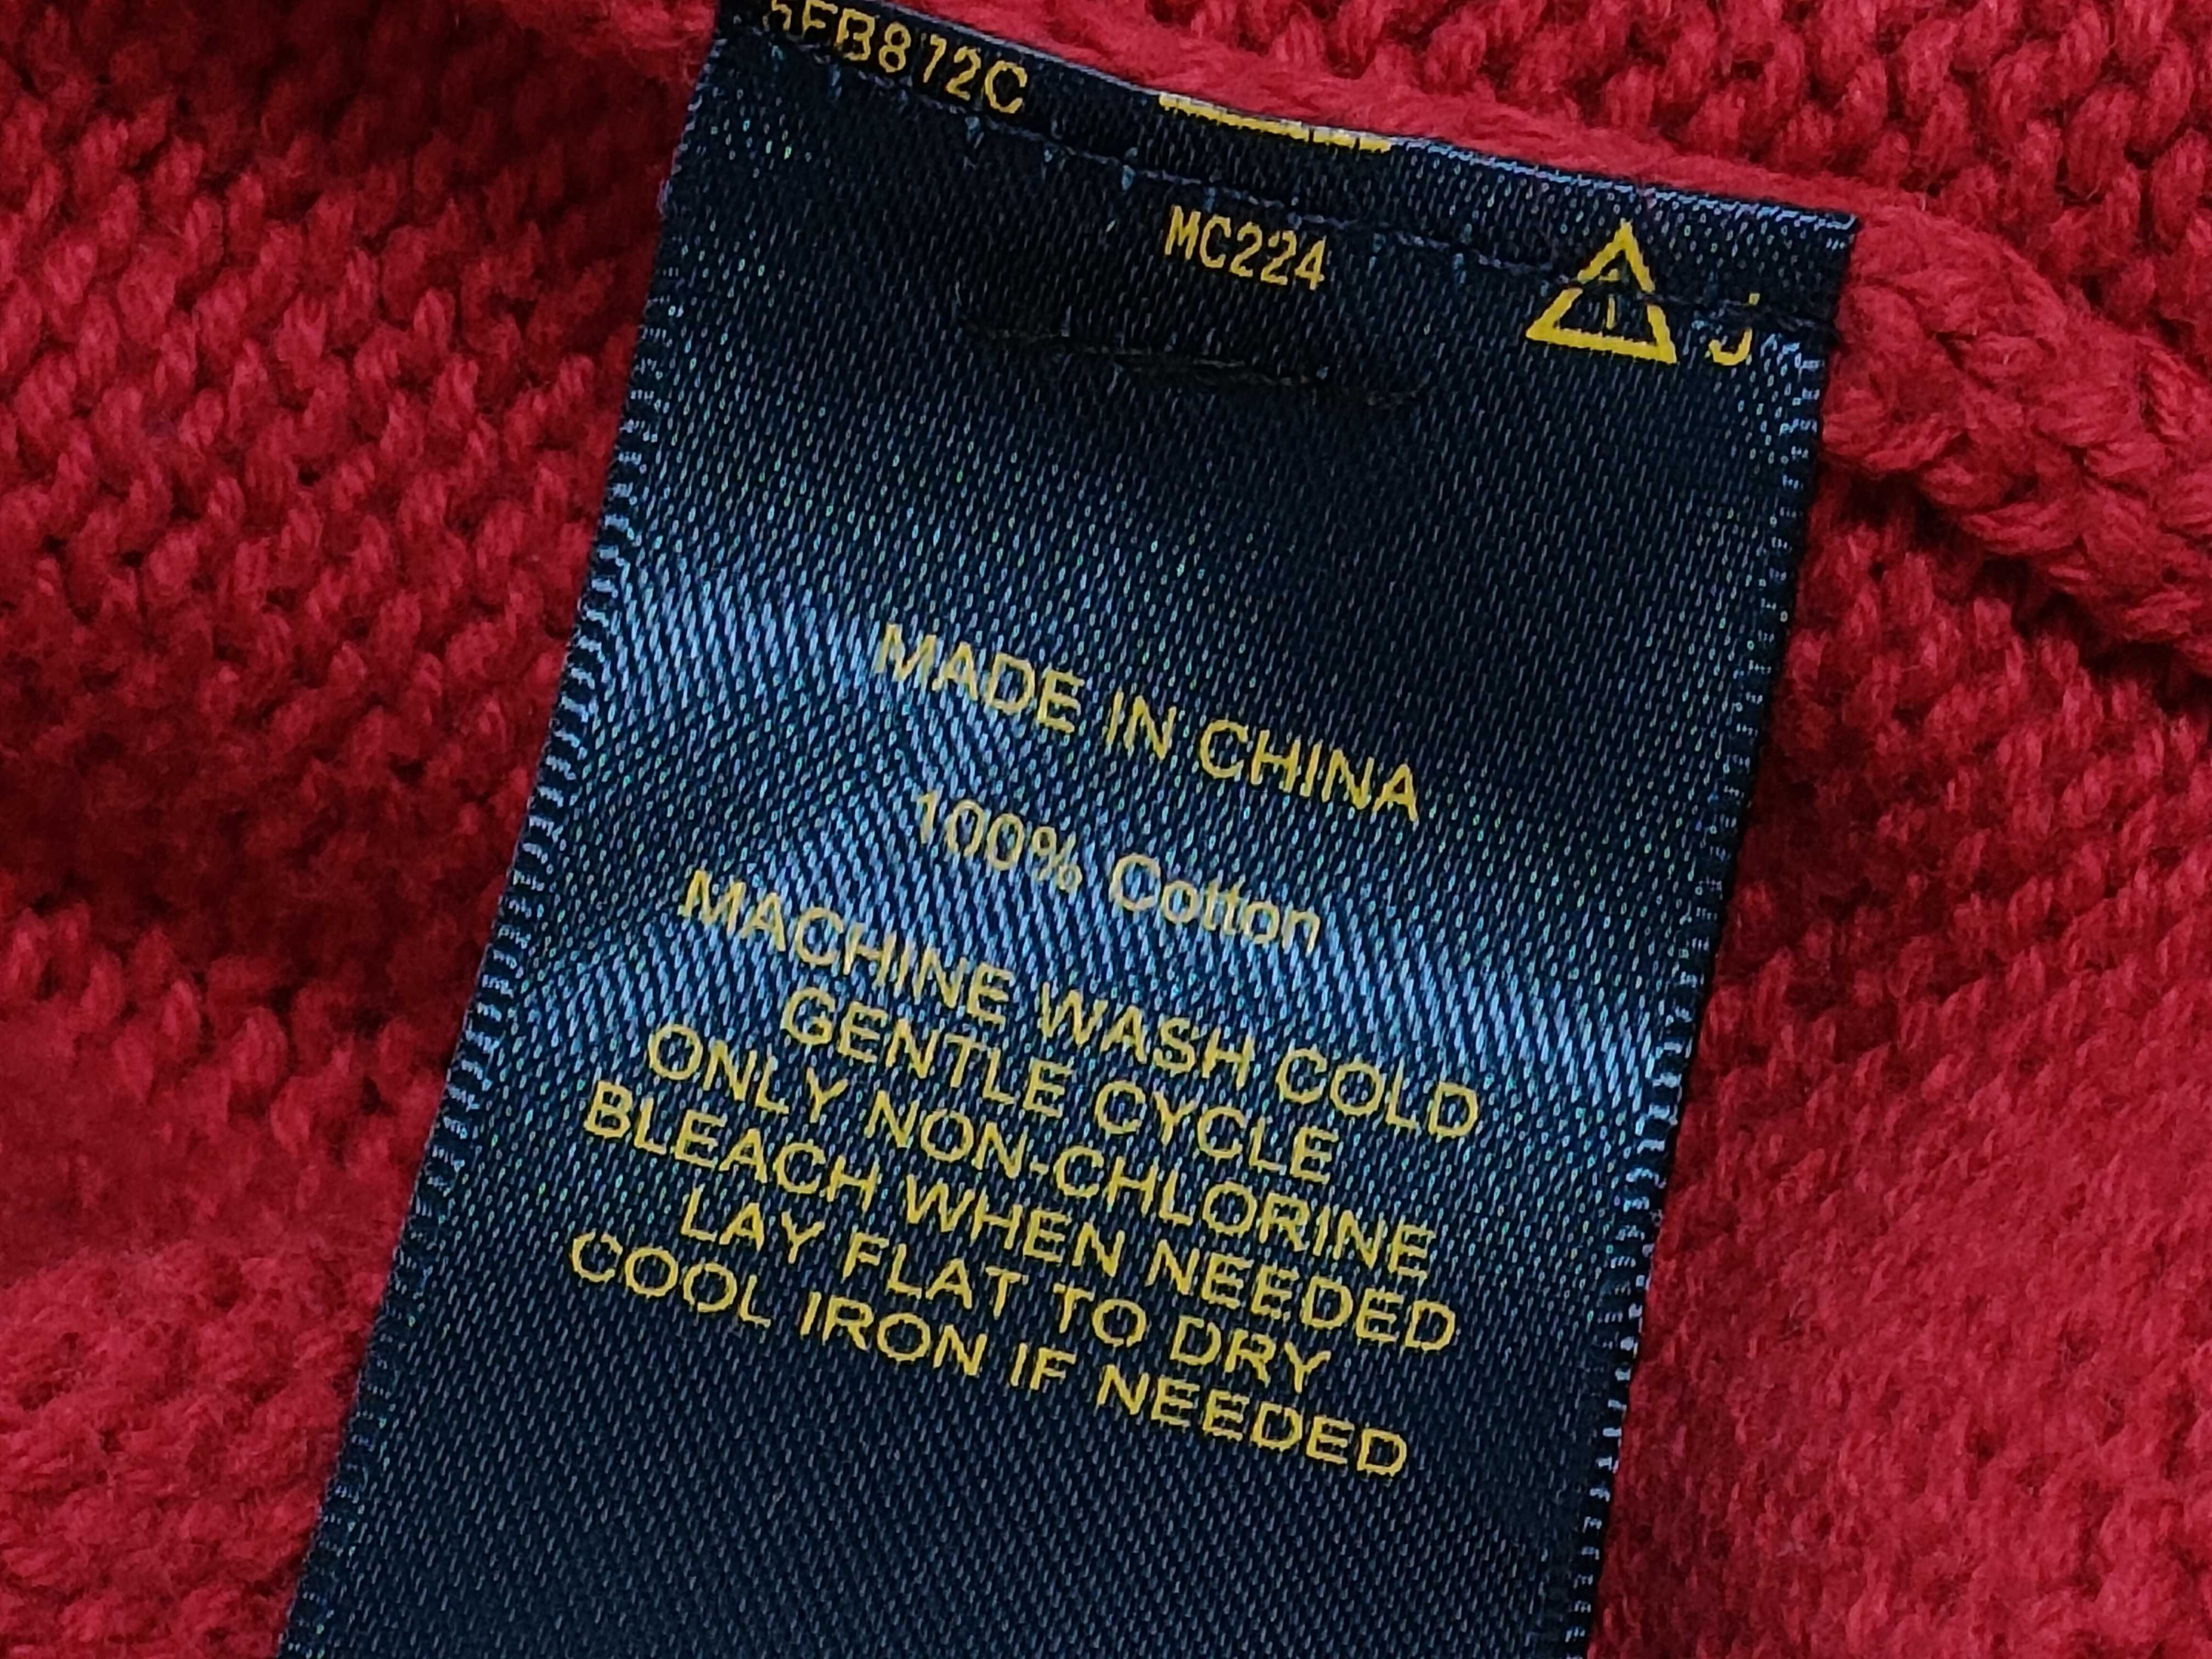 MC224
J
MADE IN CHINA
100% Cotton
MACHINE WASH COLD
GENTLE CYCLE
ONLY NON-CHLORINE
BLEACH WHEN NEEDED
LAY FLAT TO DRY
COOL IRON IF NEEDED